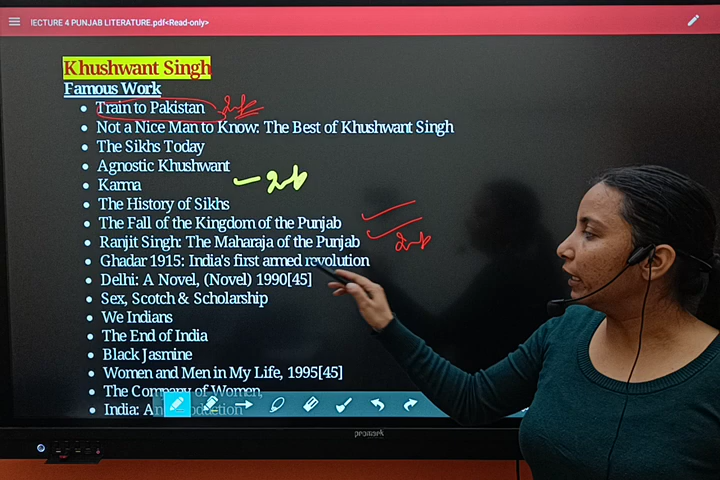 lECTURE 4 PUNJAB LITERATURE.pdf<Read-only>
Khushwant Singh
Famous Work
• Train to Pakistan
• Not a Nice Man to Know: The Best of Khushwant Singh
• The Sikhs Today
• Agnostic Khushwant
• Karma
• The History of Sikhs
• The Fall of the Kingdom of the Punjab
• Ranjit Singh: The Maharaja of the Punjab
• Ghadar 1915: India's first armed revolution
• Delhi: A Novel, (Novel) 1990[45]
• Sex, Scotch & Scholarship
• We Indians
• The End of India
• Black Jasmine
• Women and Men in My Life, 1995[45]
• The Company of Women,
• India: An
promark